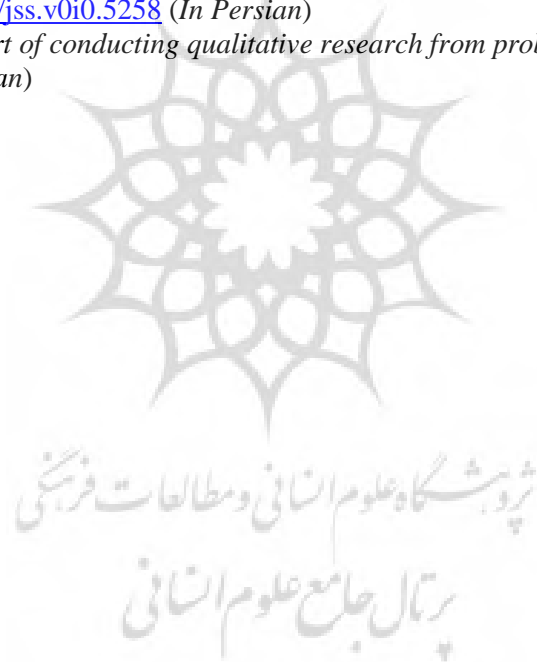 /jss.v0i0.5258 (In Persian)
rt of conducting qualitative research from prol
an)
پژوهشگاه علوم انسانی و مطالعات فرهنگی
پرتال جامع علوم انسانی